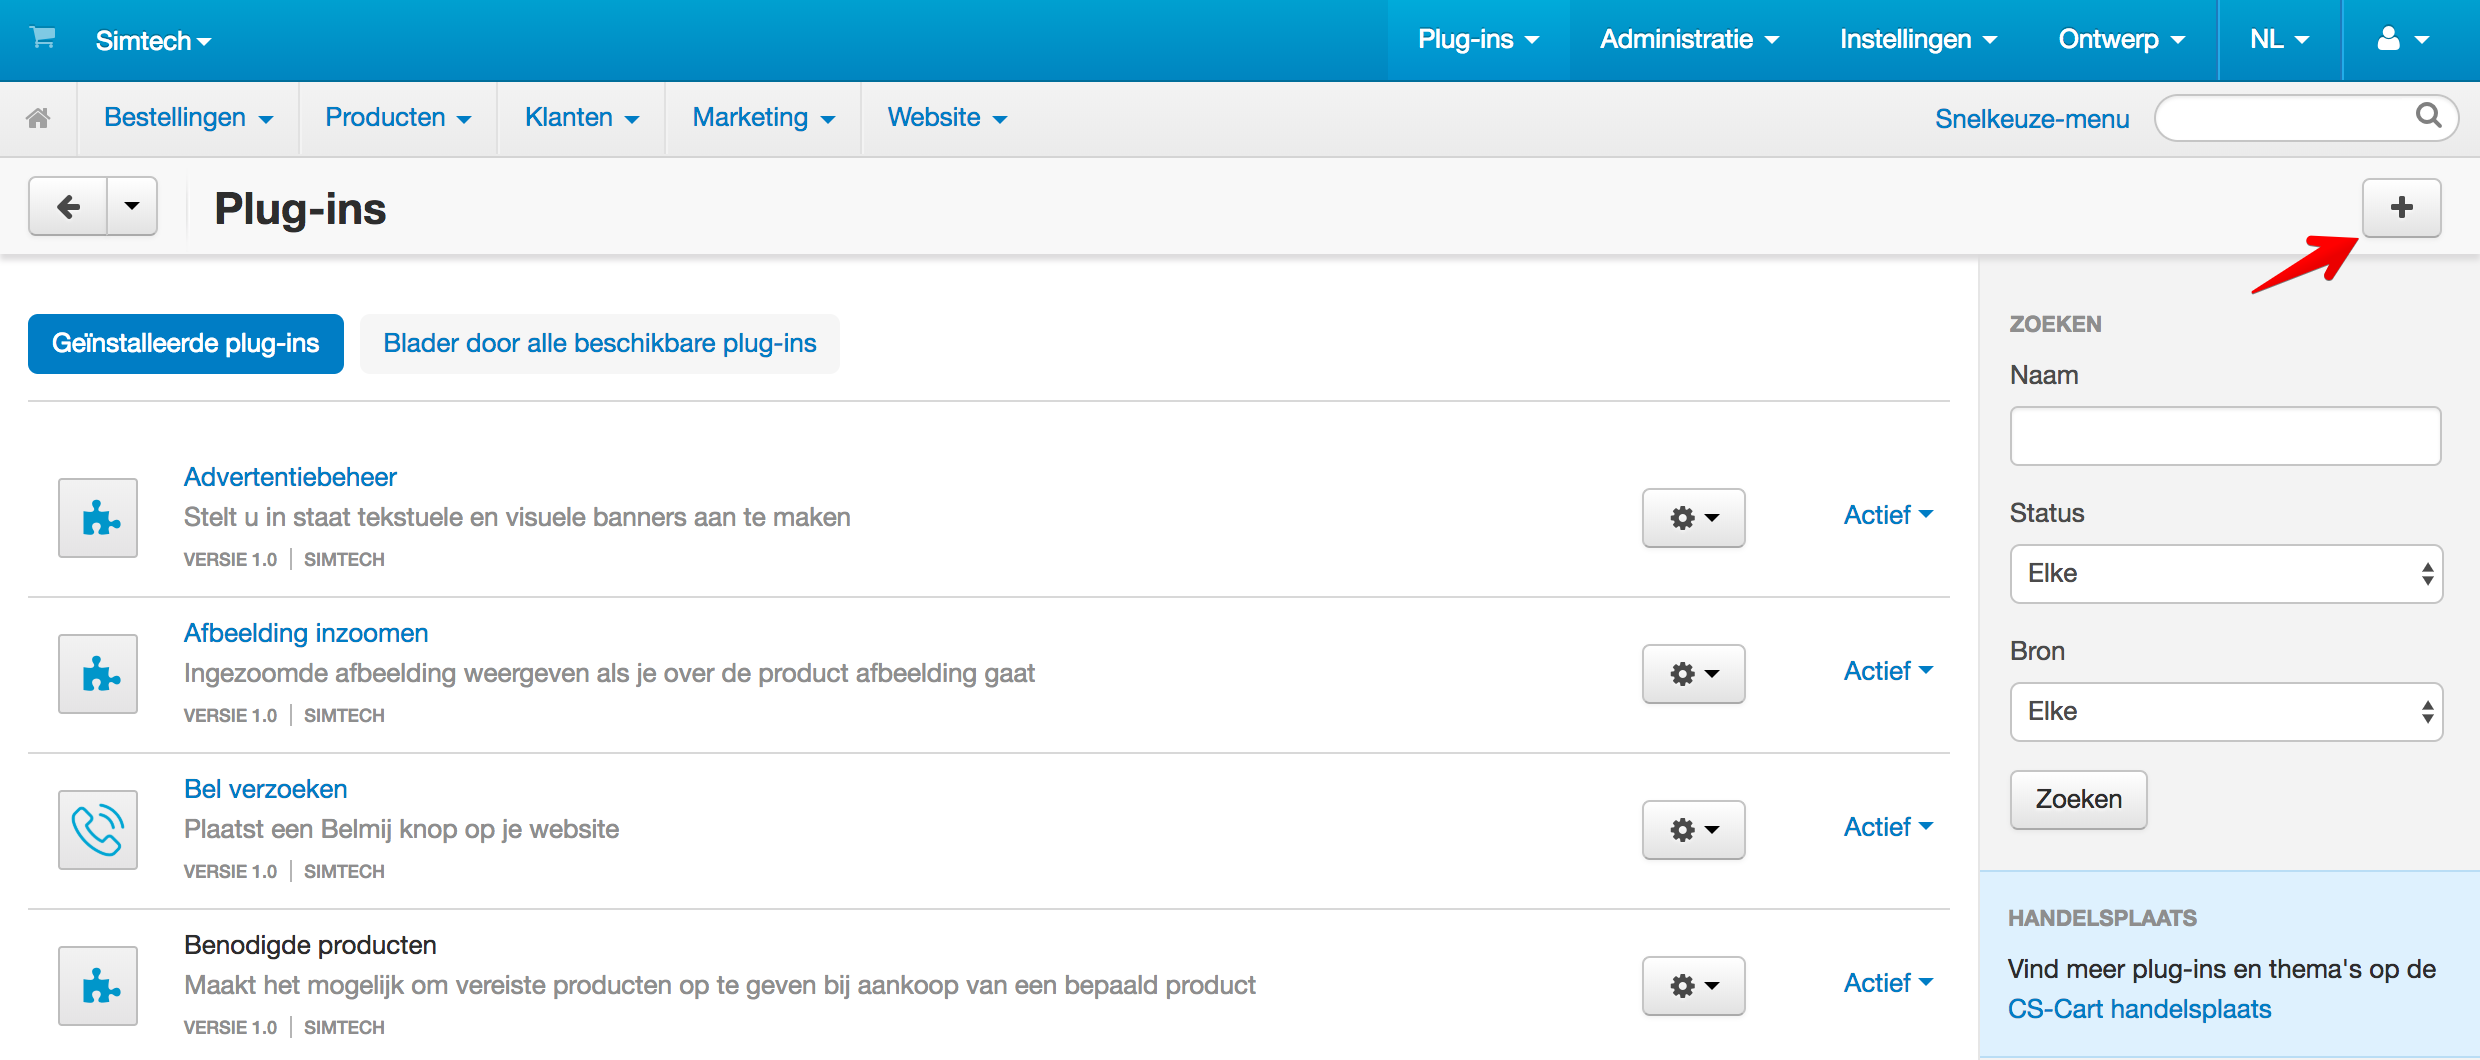 Simtech
Plug-ins
Administratie
Instellingen
Ontwerp
NL
Bestellingen
Producten
Klanten
Marketing
Website
Snelkeuze-menu
Plug-ins
Geïnstalleerde plug-ins
Blader door alle beschikbare plug-ins
Advertentiebeheer
Stelt u in staat tekstuele en visuele banners aan te maken
VERSIE 1.0 | SIMTECH
Actief
Afbeelding inzoomen
Ingezoomde afbeelding weergeven als je over de product afbeelding gaat
VERSIE 1.0 | SIMTECH
Actief
Bel verzoeken
Plaatst een Belmij knop op je website
VERSIE 1.0 | SIMTECH
Actief
Benodigde producten
Maakt het mogelijk om vereiste producten op te geven bij aankoop van een bepaald product
VERSIE 1.0 | SIMTECH
Actief
ZOEKEN
Naam
Status
Elke
Bron
Elke
Zoeken
HANDELSPLAATS
Vind meer plug-ins en thema's op de
CS-Cart handelsplaats